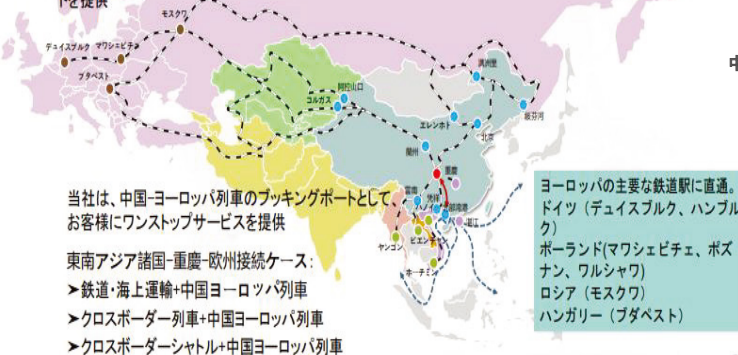 トを提供
モスクワ
デュイスブルク
マワシェビチェ
ブダペスト
満洲里
阿拉山口
コルガス
エレンホト
北京
綏芬河
蘭州
重慶
雲南
凭祥
ハノイ
湛江
ヤンゴン
ビエンチャン
ホーチミン
中
当社は、中国-ヨーロッパ列車のブッキングポートとして、
お客様にワンストップサービスを提供
東南アジア諸国-重慶-欧州接続ケース:
➤鉄道・海上運輸+中国ヨーロッパ列車
➤クロスボーダー列車+中国ヨーロッパ列車
➤クロスボーダーシャトル+中国ヨーロッパ列車
ヨーロッパの主要な鉄道駅に直通。
ドイツ（デュイスブルク、ハンブル
ク）
ポーランド(マワシェビチェ、ポズ
ナン、ワルシャワ)
ロシア（モスクワ）
ハンガリー（ブダペスト）